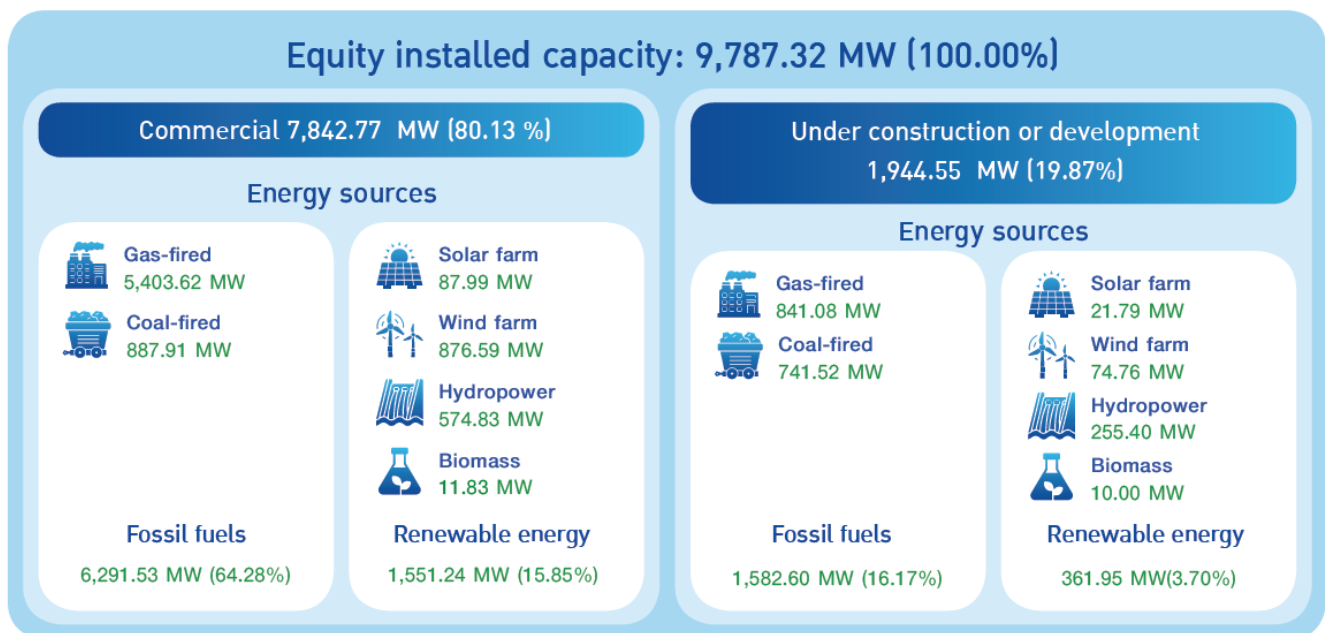 Equity installed capacity: 9,787.32 MW (100.00%)
Commercial 7,842.77 MW (80.13 %)
Energy sources
Gas-fired
5,403.62 MW
Coal-fired
887.91 MW
Fossil fuels
6,291.53 MW (64.28%)
Solar farm
87.99 MW
Wind farm
876.59 MW
Hydropower
574.83 MW
Biomass
11.83 MW
Renewable energy
1,551.24 MW (15.85%)
Under construction or development
1,944.55 MW (19.87%)
Energy sources
Gas-fired
841.08 MW
Coal-fired
741.52 MW
Fossil fuels
1,582.60 MW (16.17%)
Solar farm
21.79 MW
Wind farm
74.76 MW
Hydropower
255.40 MW
Biomass
10.00 MW
Renewable energy
361.95 MW(3.70%)